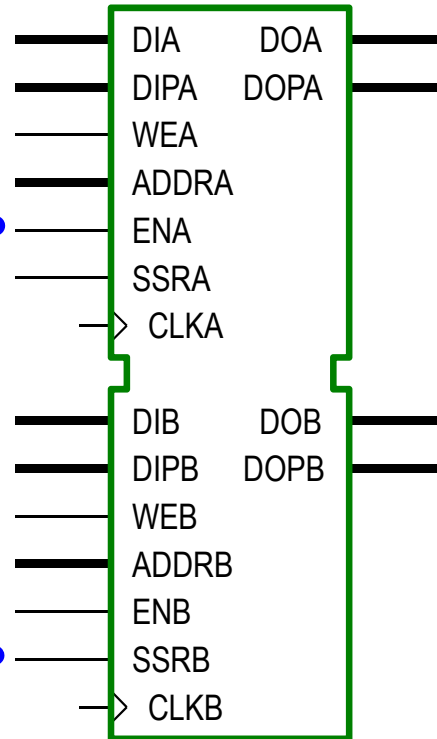 DIA DOA
DIPA DOPA
WEA
ADDRA
ENA
SSRA
CLKA
DIB DOB
DIPB DOPB
WEB
ADDRB
ENB
SSRB
CLKB